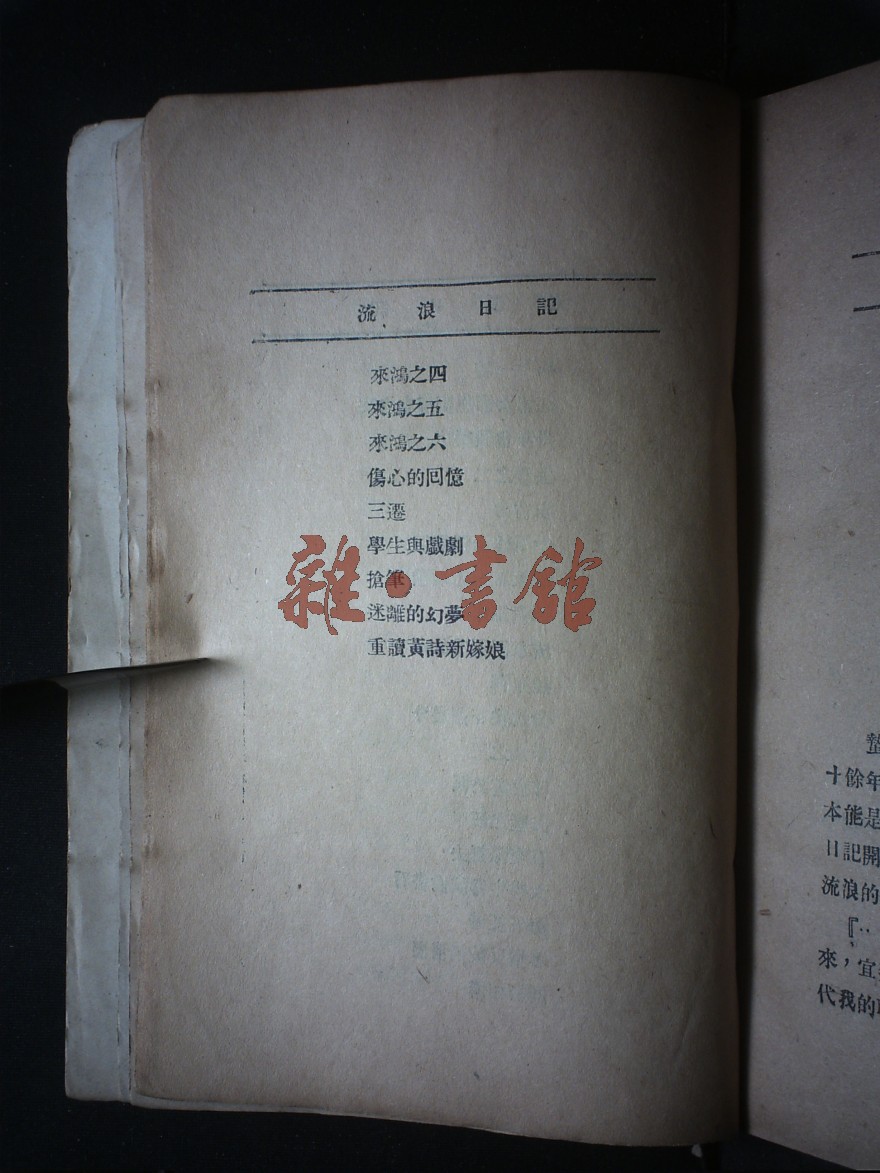 流浪日記
來鴻之四
來鴻之五
來鴻之六
傷心的回憶
三遷
學生與戲劇
搶筆
迷離的幻夢
重讀黃詩新嫁娘
雜·書館
十餘年
本能是
日記開
流浪的
『··
來，宜
代我的